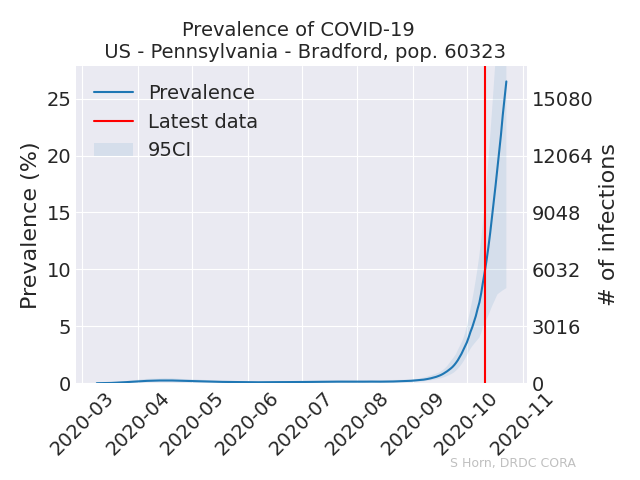 Prevalence of COVID-19
US - Pennsylvania - Bradford, pop. 60323
Prevalence
Latest data
95CI
Prevalence (%)
25
20
15
10
5
0
15080
12064
9048
6032
3016
0
# of infections
2020-03
2020-04
2020-05
2020-06
2020-07
2020-08
2020-09
2020-10
2020-11
S Horn, DRDC CORA